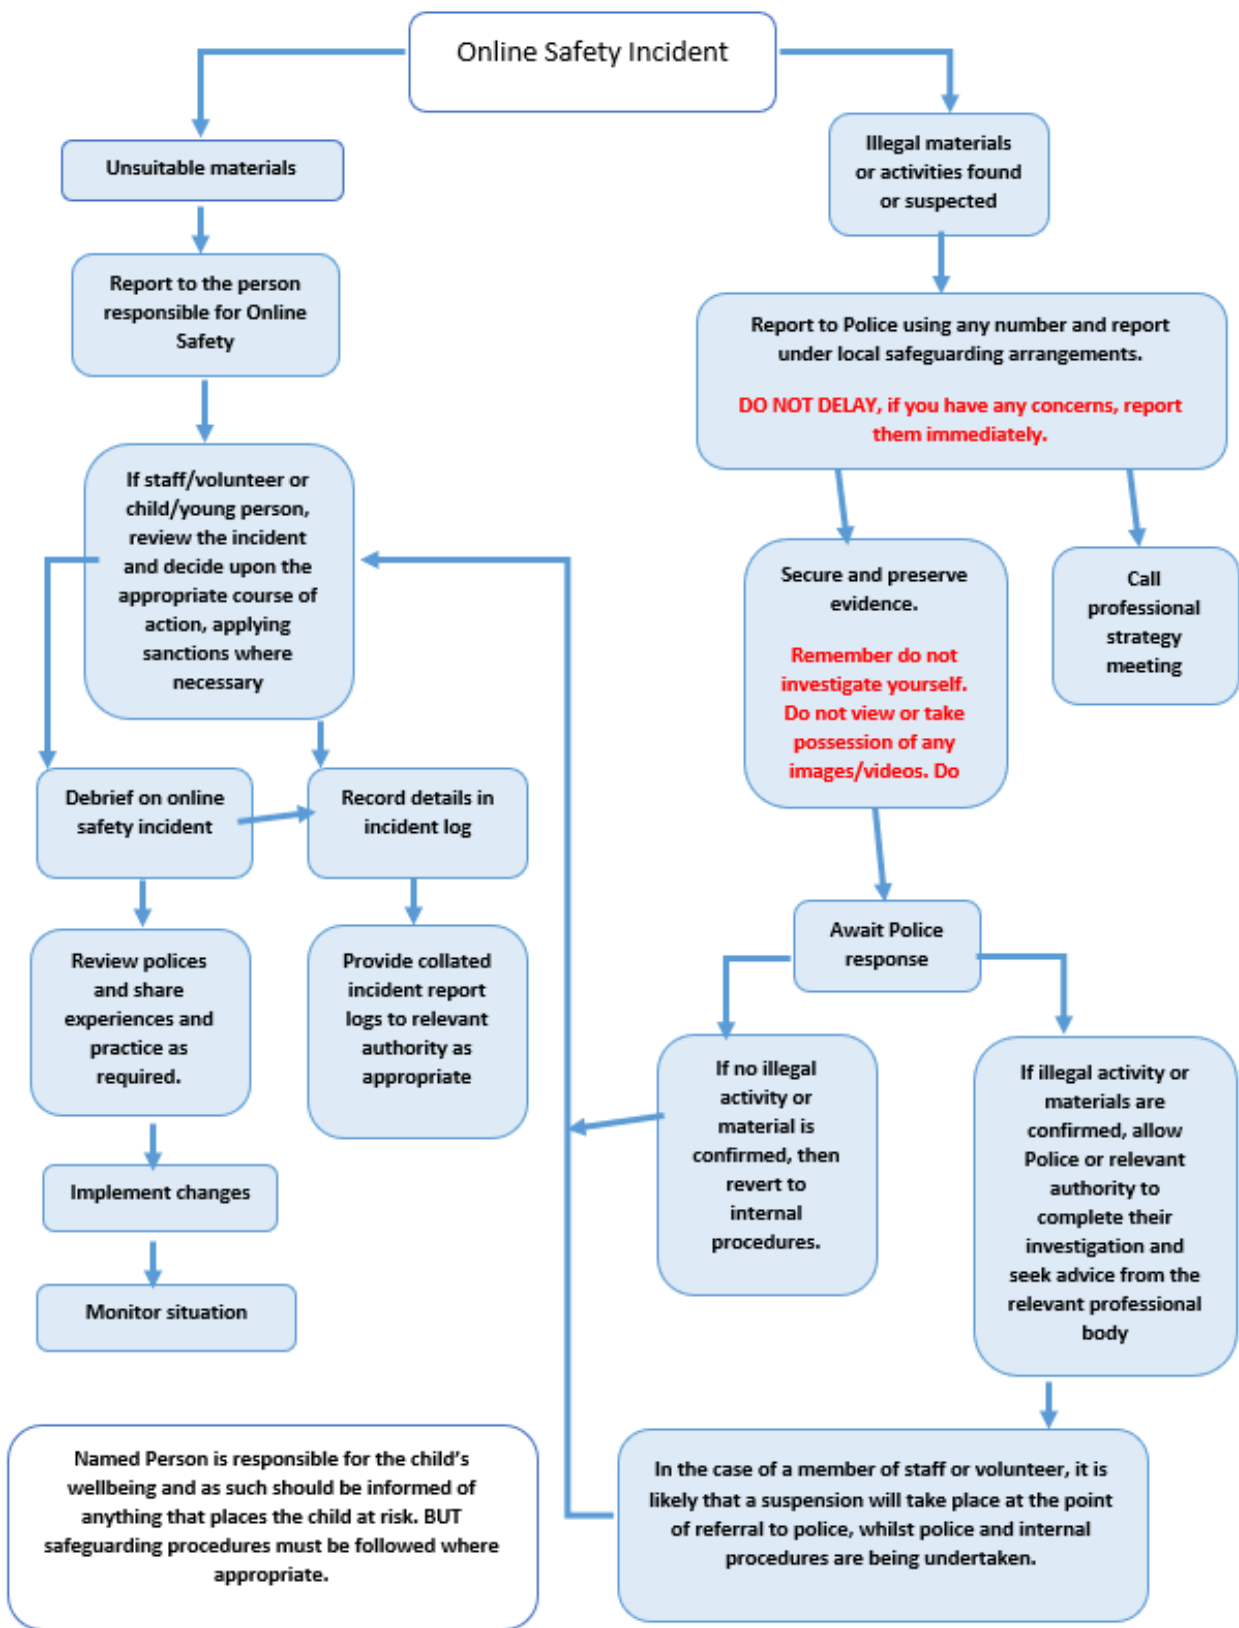 Online Safety Incident
Unsuitable materials
Report to the person
responsible for Online
Safety
If staff/volunteer or
child/young person,
review the incident
and decide upon the
appropriate course of
action, applying
sanctions where
necessary
Debrief on online
safety incident
Record details in
incident log
Review polices
and share
experiences and
practice as
required.
Provide collated
incident report
logs to relevant
authority as
appropriate
Implement changes
Monitor situation
Illegal materials
or activities found
or suspected
Report to Police using any number and report
under local safeguarding arrangements.
DO NOT DELAY, if you have any concerns, report
them immediately.
Secure and preserve
evidence.
Remember do not
investigate yourself.
Do not view or take
possession of any
images/videos. Do
Call
professional
strategy
meeting
Await Police
response
If no illegal
activity or
material is
confirmed, then
revert to
internal
procedures.
If illegal activity or
materials are
confirmed, allow
Police or relevant
authority to
complete their
investigation and
seek advice from the
relevant professional
body
In the case of a member of staff or volunteer, it is
likely that a suspension will take place at the point
of referral to police, whilst police and internal
procedures are being undertaken.
Named Person is responsible for the child’s
wellbeing and as such should be informed of
anything that places the child at risk. BUT
safeguarding procedures must be followed where
appropriate.